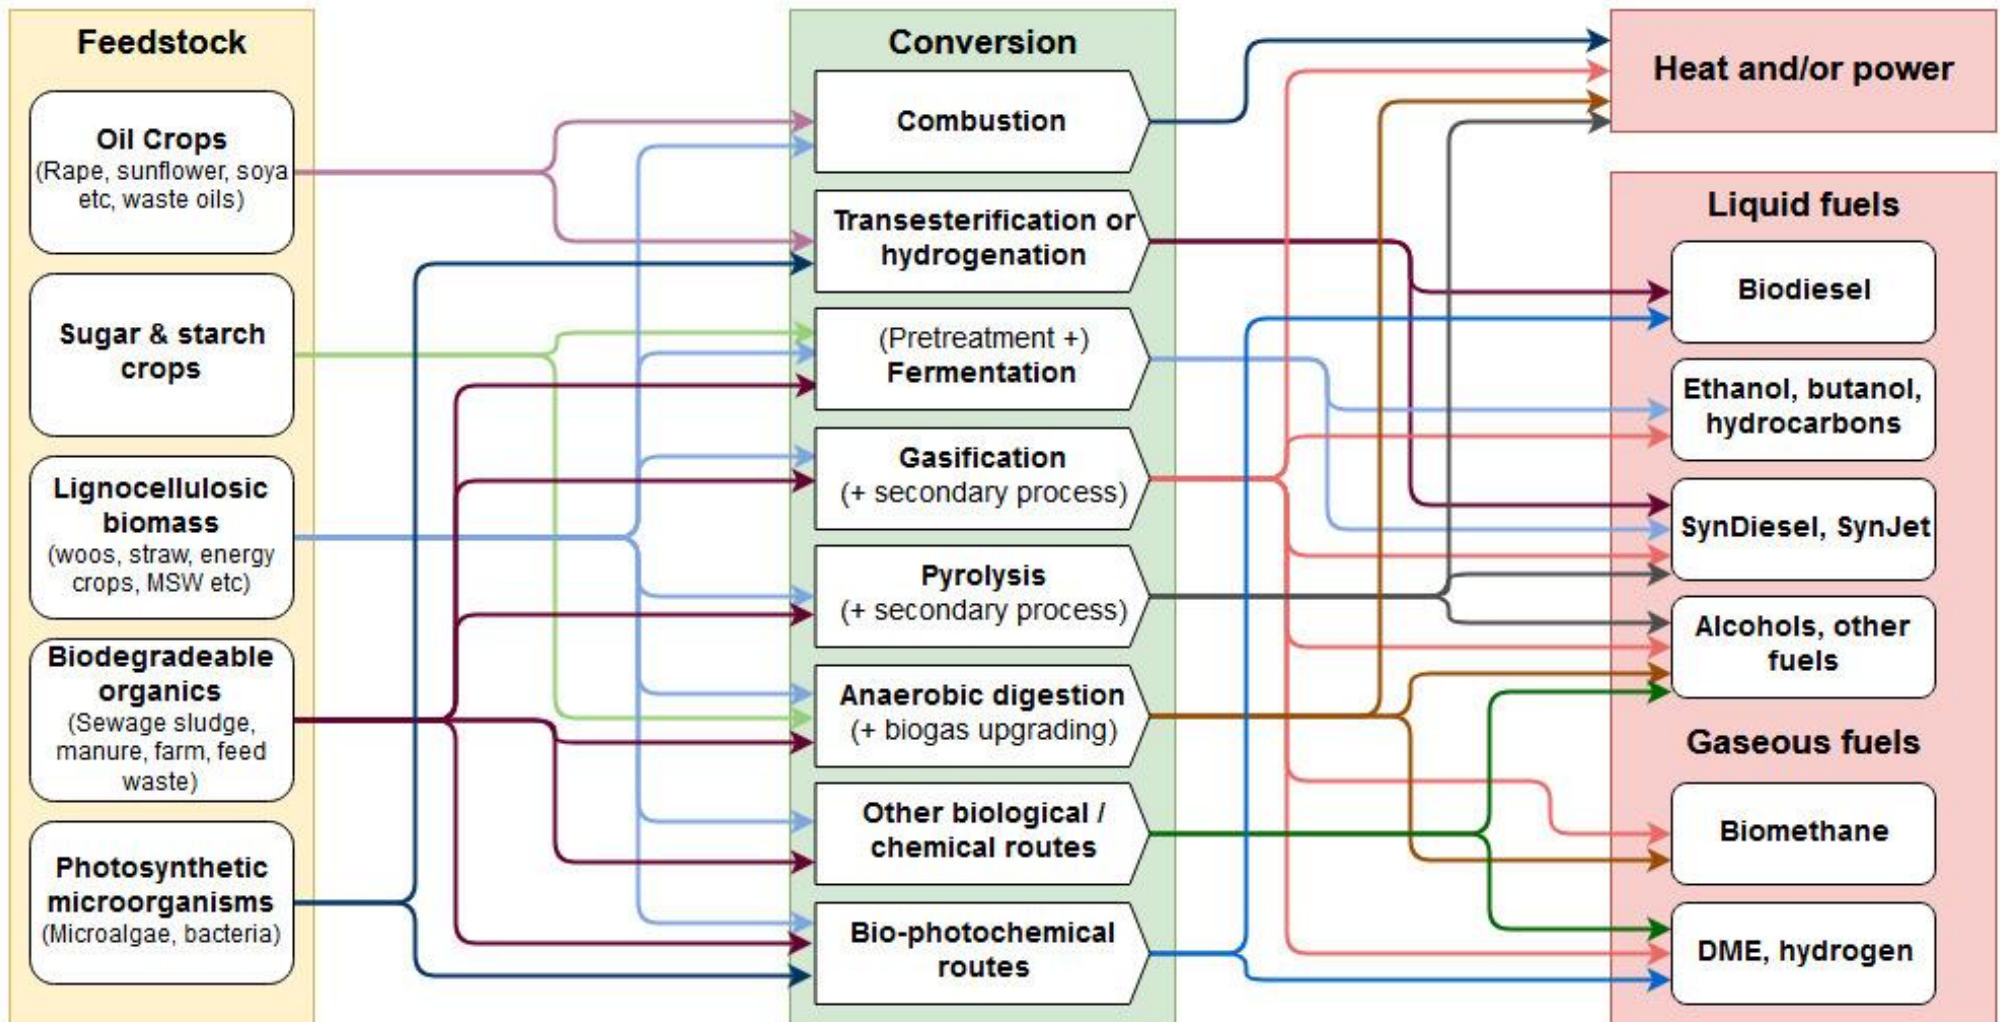 Feedstock
Oil Crops
(Rape, sunflower, soya
etc, waste oils)
Sugar & starch
crops
Lignocellulosic
biomass
(woos, straw, energy
crops, MSW etc)
Biodegradeable
organics
(Sewage sludge,
manure, farm, feed
waste)
Photosynthetic
microorganisms
(Microalgae, bacteria)
Conversion
Combustion
Transesterification or
hydrogenation
(Pretreatment +)
Fermentation
Gasification
(+ secondary process)
Pyrolysis
(+ secondary process)
Anaerobic digestion
(+ biogas upgrading)
Other biological /
chemical routes
Bio-photochemical
routes
Heat and/or power
Liquid fuels
Biodiesel
Ethanol, butanol,
hydrocarbons
SynDiesel, SynJet
Alcohols, other
fuels
Gaseous fuels
Biomethane
DME, hydrogen